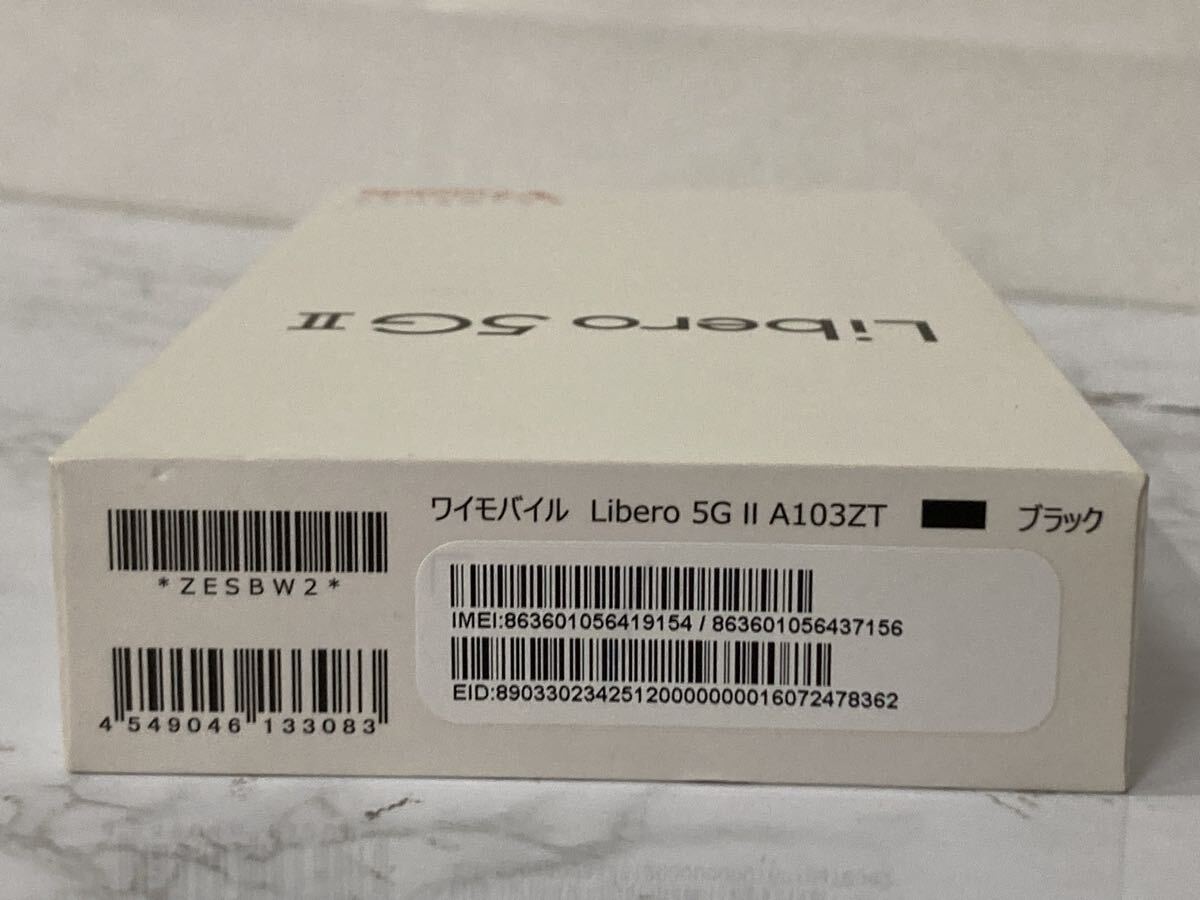 Libero 5G II
ワイモバイル Libero 5G II A103ZT ブラック
*ZESBW2*
IMEI:863601056419154 / 863601056437156
EID:89033023425120000000016072478362
4 549046 133083